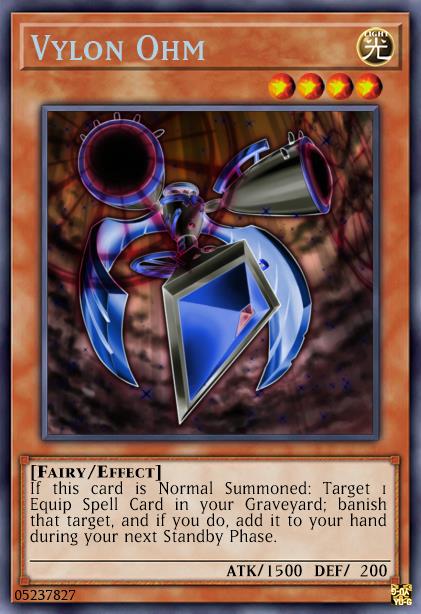 Vylon Ohm
LIGHT
光
[Fairy/Effect]
If this card is Normal Summoned: Target 1
Equip Spell Card in your Graveyard; banish
that target, and if you do, add it to your hand
during your next Standby Phase.
ATK/1500 DEF/ 200
05237827